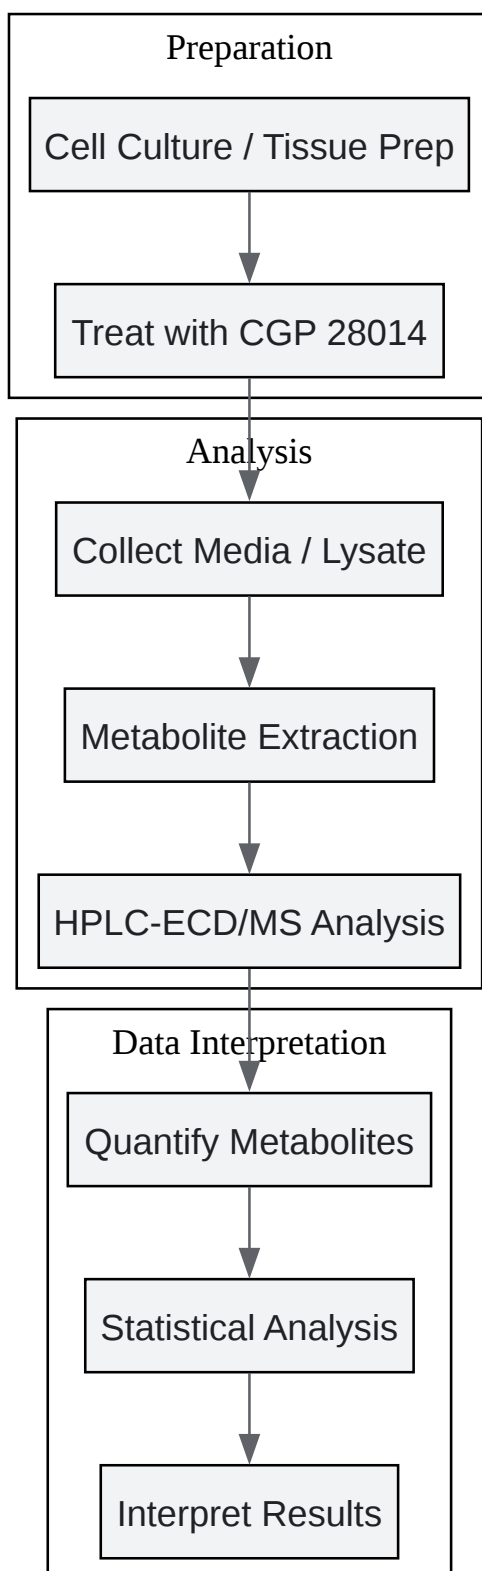 Preparation
Cell Culture / Tissue Prep
Treat with CGP 28014
Analysis
Collect Media / Lysate
Metabolite Extraction
HPLC-ECD/MS Analysis
Data Interpretation
Quantify Metabolites
Statistical Analysis
Interpret Results